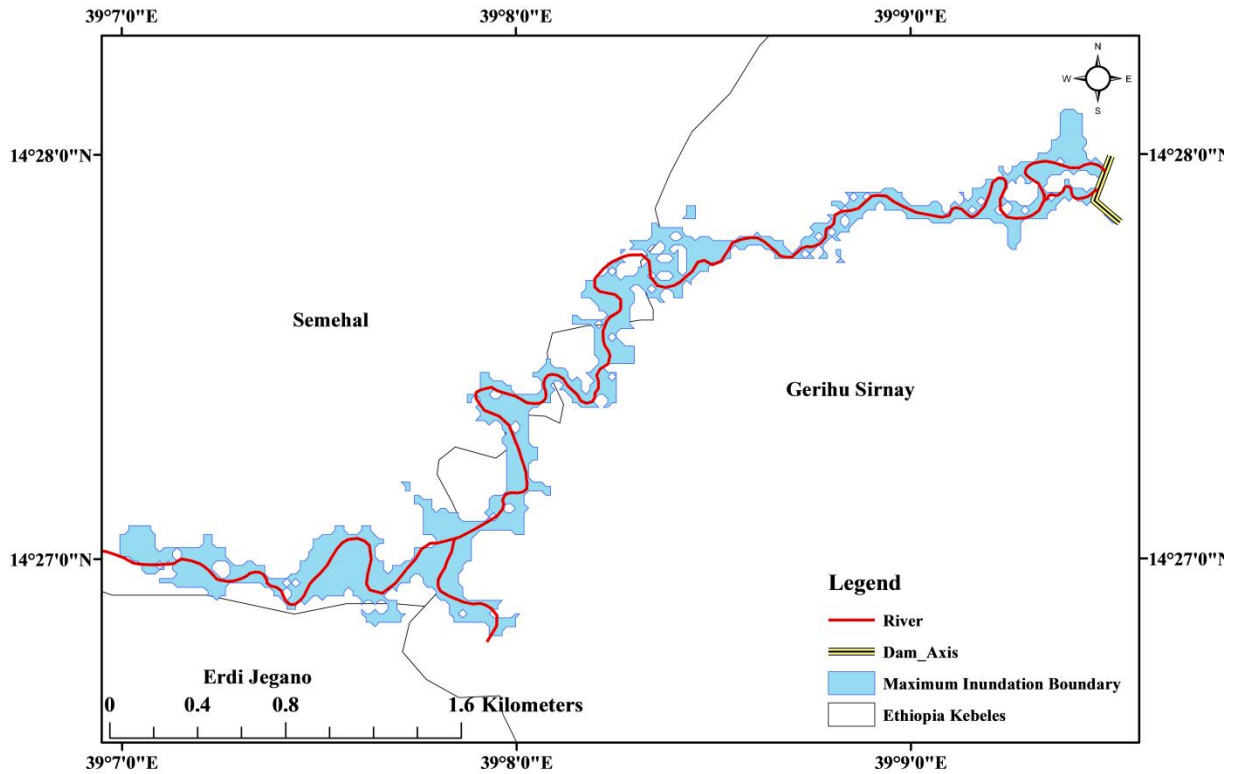 39°7'0"E 39°8'0"E 39°9'0"E
N
W E
S
14°28'0"N 14°28'0"N
Semehal
Gerihu Sirnay
14°27'0"N 14°27'0"N
Legend
River
Dam_Axis
Erdi Jegano
Maximum Inundation Boundary
0 0.4 0.8 1.6 Kilometers
Ethiopia Kebeles
39°7'0"E 39°8'0"E 39°9'0"E